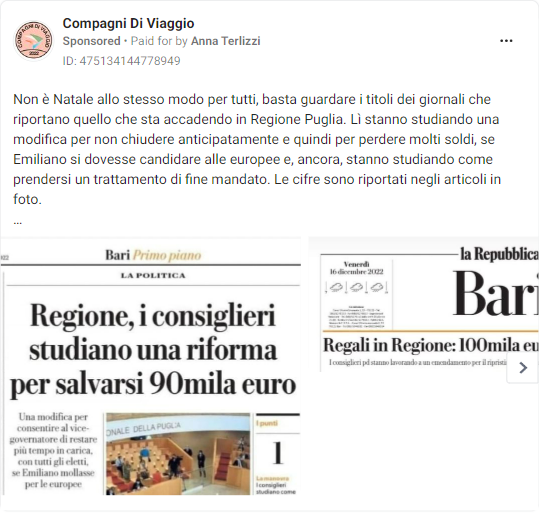 Compagni Di Viaggio
Sponsored • Paid for by Anna Terlizzi
ID: 475134144778949
Non è Natale allo stesso modo per tutti, basta guardare i titoli dei giornali che
riportano quello che sta accadendo in Regione Puglia. Lì stanno studiando una
modifica per non chiudere anticipatamente e quindi per perdere molti soldi, se
Emiliano si dovesse candidare alle europee e, ancora, stanno studiando come
prendersi un trattamento di fine mandato. Le cifre sono riportati negli articoli in
foto.
...
022
Bari Primo piano
LA POLITICA
Regione, i consiglieri
studiano una riforma
per salvarsi 90mila euro
Una modifica per
consentire al vice-
governatore di restare
più tempo in carica,
con tutti gli eletti,
se Emiliano mollasse
per le europee
ONALE DELLA PUGLIA
I punti
1
La manovra
I consiglieri
studiano come
la Repubblica
Venerdì
16 dicembre 2022
Bari
Regali in Regione: 100mila eu
I consiglieri pd stanno lavorando a un emendamento per il ripristi